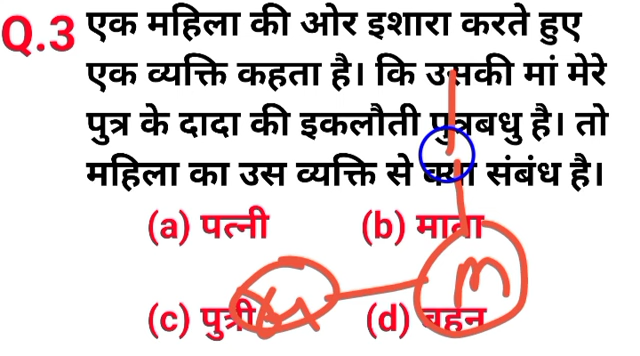 Q.3 एक महिला की ओर इशारा करते हुए
एक व्यक्ति कहता है। कि उसकी मां मेरे
पुत्र के दादा की इकलौती पुत्रबधु है। तो
महिला का उस व्यक्ति से क्या संबंध है।
(a) पत्नी (b) माता
(c) पुत्री (d) बहन
m